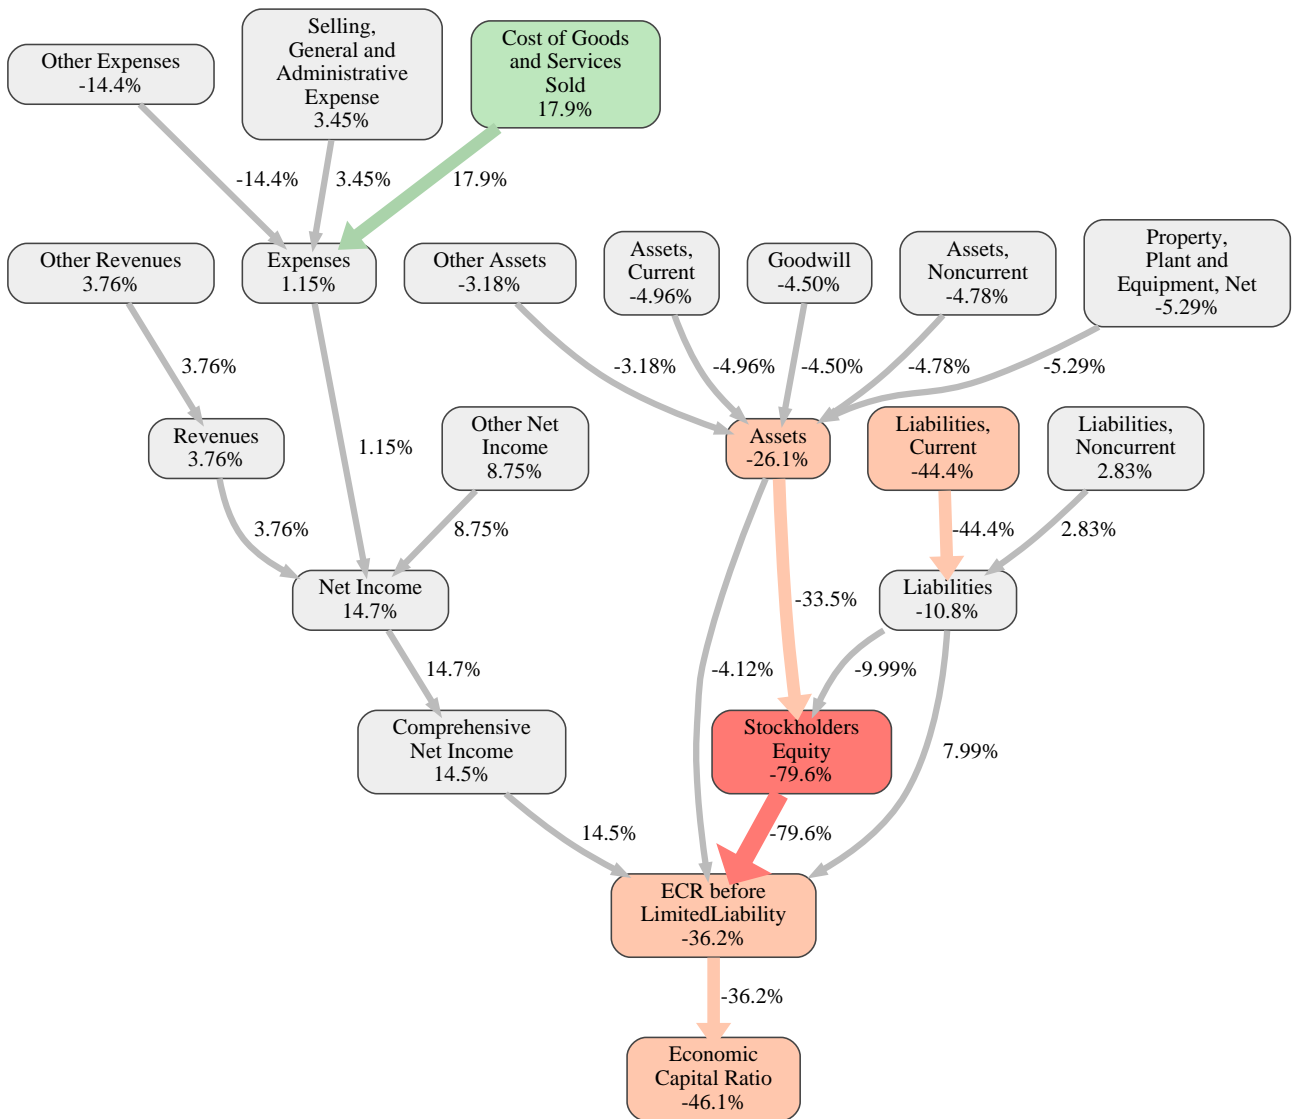 Other Expenses
-14.4%
Selling,
General and
Administrative
Expense
3.45%
Cost of Goods
and Services
Sold
17.9%
-14.4%
3.45%
17.9%
Other Revenues
3.76%
Expenses
1.15%
Other Assets
-3.18%
Assets,
Current
-4.96%
Goodwill
-4.50%
Assets,
Noncurrent
-4.78%
Property,
Plant and
Equipment, Net
-5.29%
3.76%
-3.18%
-4.96%
-4.50%
-4.78%
-5.29%
Revenues
3.76%
1.15%
Other Net
Income
8.75%
Assets
-26.1%
Liabilities,
Current
-44.4%
Liabilities,
Noncurrent
2.83%
3.76%
8.75%
-44.4%
2.83%
Net Income
14.7%
-33.5%
Liabilities
-10.8%
14.7%
-4.12%
-9.99%
Comprehensive
Net Income
14.5%
Stockholders
Equity
-79.6%
7.99%
14.5%
-79.6%
ECR before
LimitedLiability
-36.2%
-36.2%
Economic
Capital Ratio
-46.1%